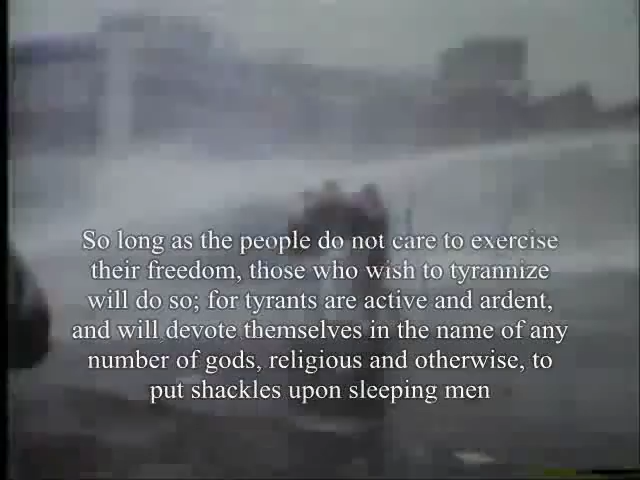 So long as the people do not care to exercise
their freedom, those who wish to tyrannize
will do so; for tyrants are active and ardent,
and will devote themselves in the name of any
number of gods, religious and otherwise, to
put shackles upon sleeping men